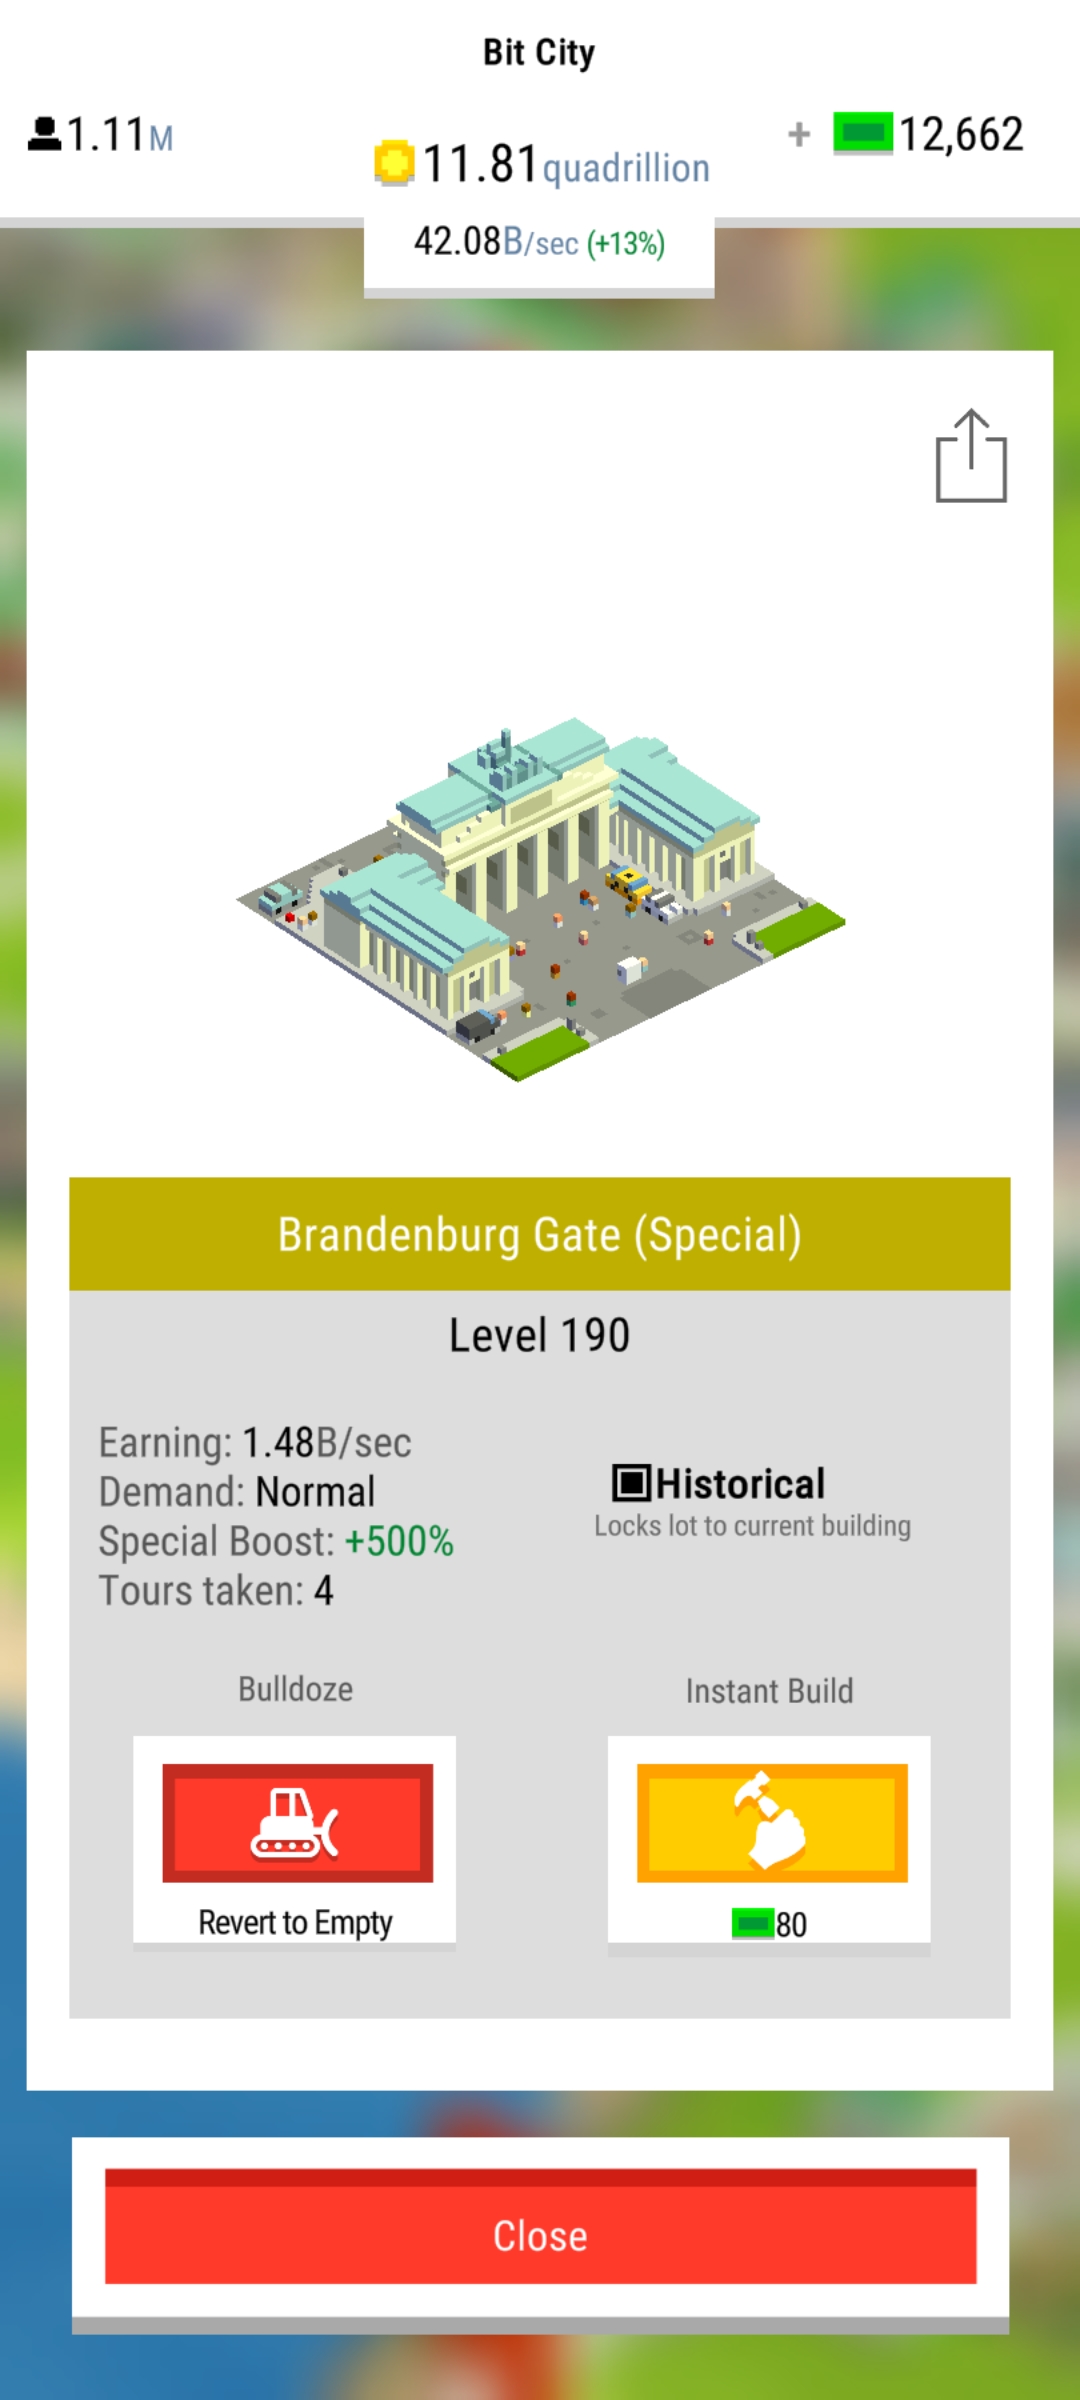 Bit City
1.11M
11.81quadrillion
+ 12,662
42.08B/sec (+13%)
Brandenburg Gate (Special)
Level 190
Earning: 1.48B/sec
Demand: Normal
Special Boost: +500%
Tours taken: 4
Historical
Locks lot to current building
Bulldoze
Instant Build
Revert to Empty
80
Close